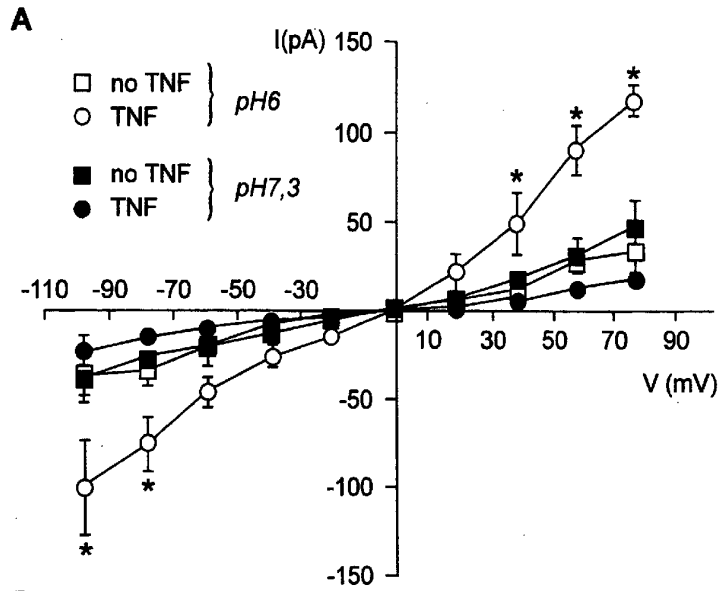 A
I(pA)
150
no TNF
TNF
pH6
no TNF
TNF
pH7,3
*
*
*
100
50
-110 -90 -70 -50 -30
10 30 50 70 90
V (mV)
-50
*
-100
*
-150